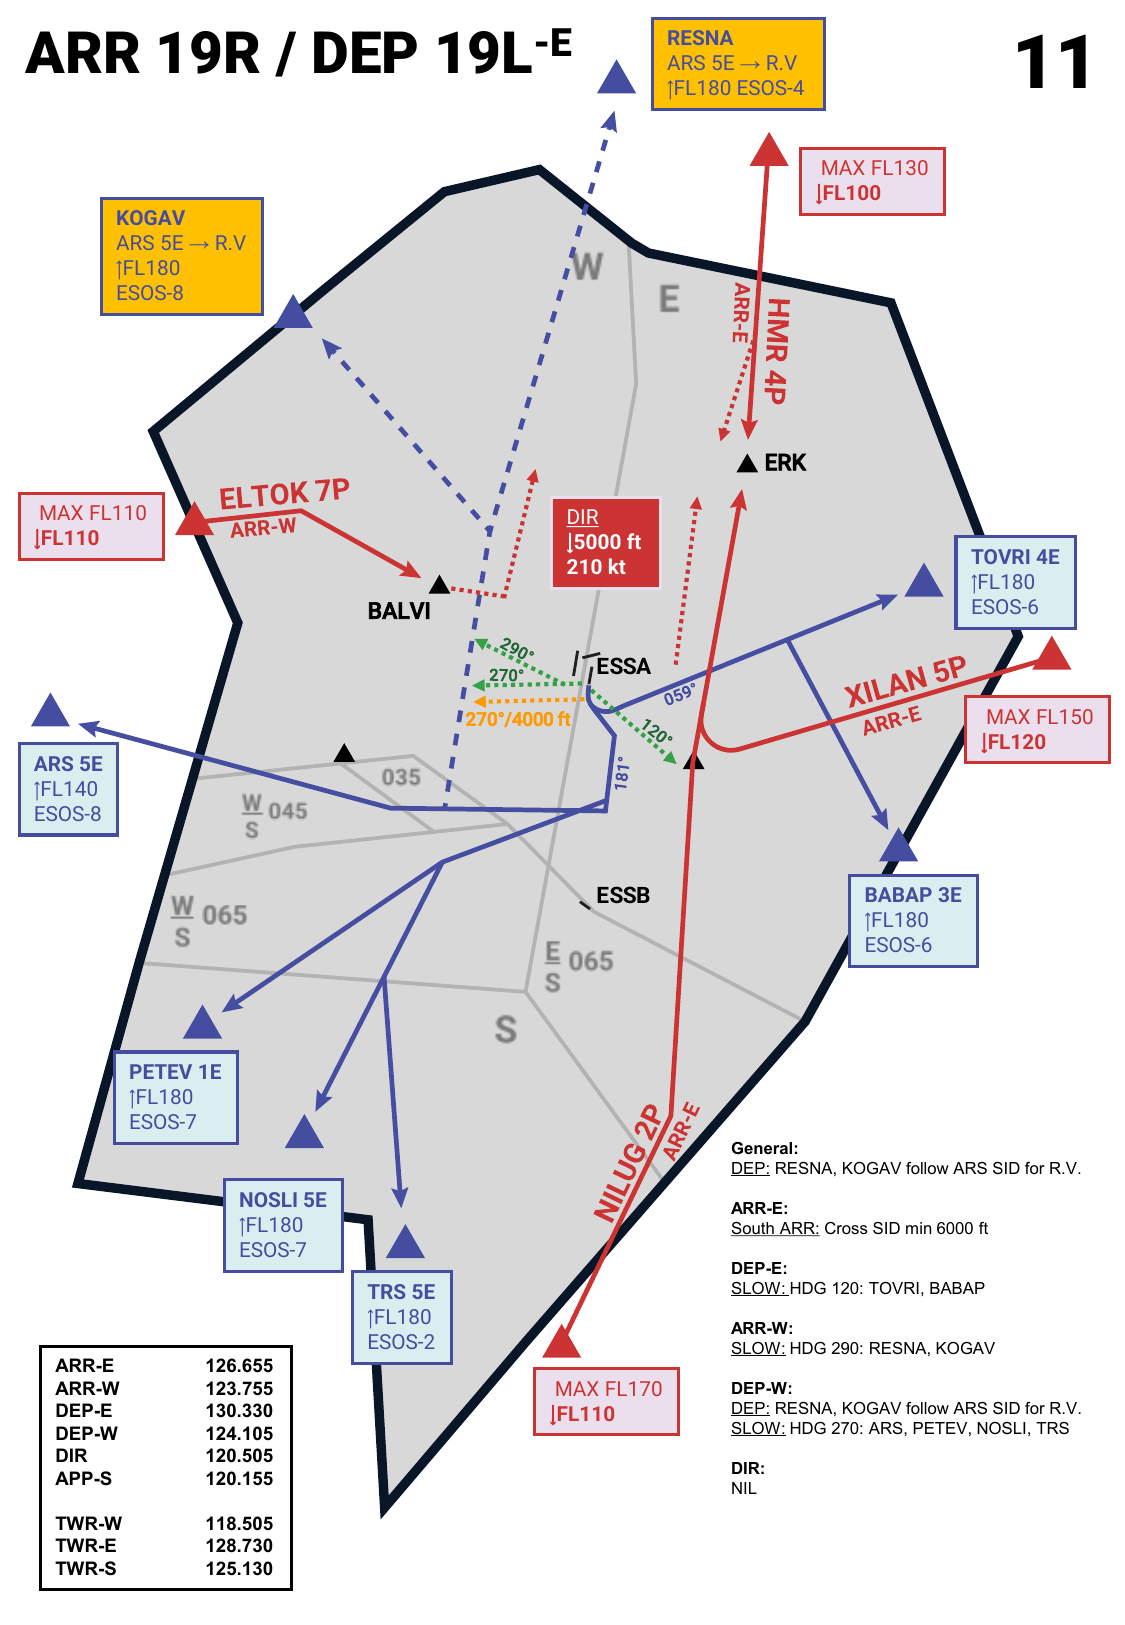 ARR 19R / DEP 19L-E
11
RESNA
ARS 5E → R.V
↑FL180 ESOS-4
MAX FL130
↓FL100
KOGAV
ARS 5E → R.V
↑FL180
ESOS-8
W
E
ARR-E
HMR 4P
ERK
MAX FL110
↓FL110
ELTOK 7P
ARR-W
BALVI
DIR
↓5000 ft
210 kt
TOVRI 4E
↑FL180
ESOS-6
290°
270°
270°/4000 ft
ESSA
059°
120°
181°
XILAN 5P
ARR-E
MAX FL150
↓FL120
ARS 5E
↑FL140
ESOS-8
035
W
S
045
W
S
065
ESSB
E
S
065
S
BABAP 3E
↑FL180
ESOS-6
PETEV 1E
↑FL180
ESOS-7
NOSLI 5E
↑FL180
ESOS-7
TRS 5E
↑FL180
ESOS-2
NILUG 2P
ARR-E
MAX FL170
↓FL110
General:
DEP: RESNA, KOGAV follow ARS SID for R.V.
ARR-E:
South ARR: Cross SID min 6000 ft
DEP-E:
SLOW: HDG 120: TOVRI, BABAP
ARR-W:
SLOW: HDG 290: RESNA, KOGAV
DEP-W:
DEP: RESNA, KOGAV follow ARS SID for R.V.
SLOW: HDG 270: ARS, PETEV, NOSLI, TRS
DIR:
NIL
ARR-E 126.655
ARR-W 123.755
DEP-E 130.330
DEP-W 124.105
DIR 120.505
APP-S 120.155
TWR-W 118.505
TWR-E 128.730
TWR-S 125.130